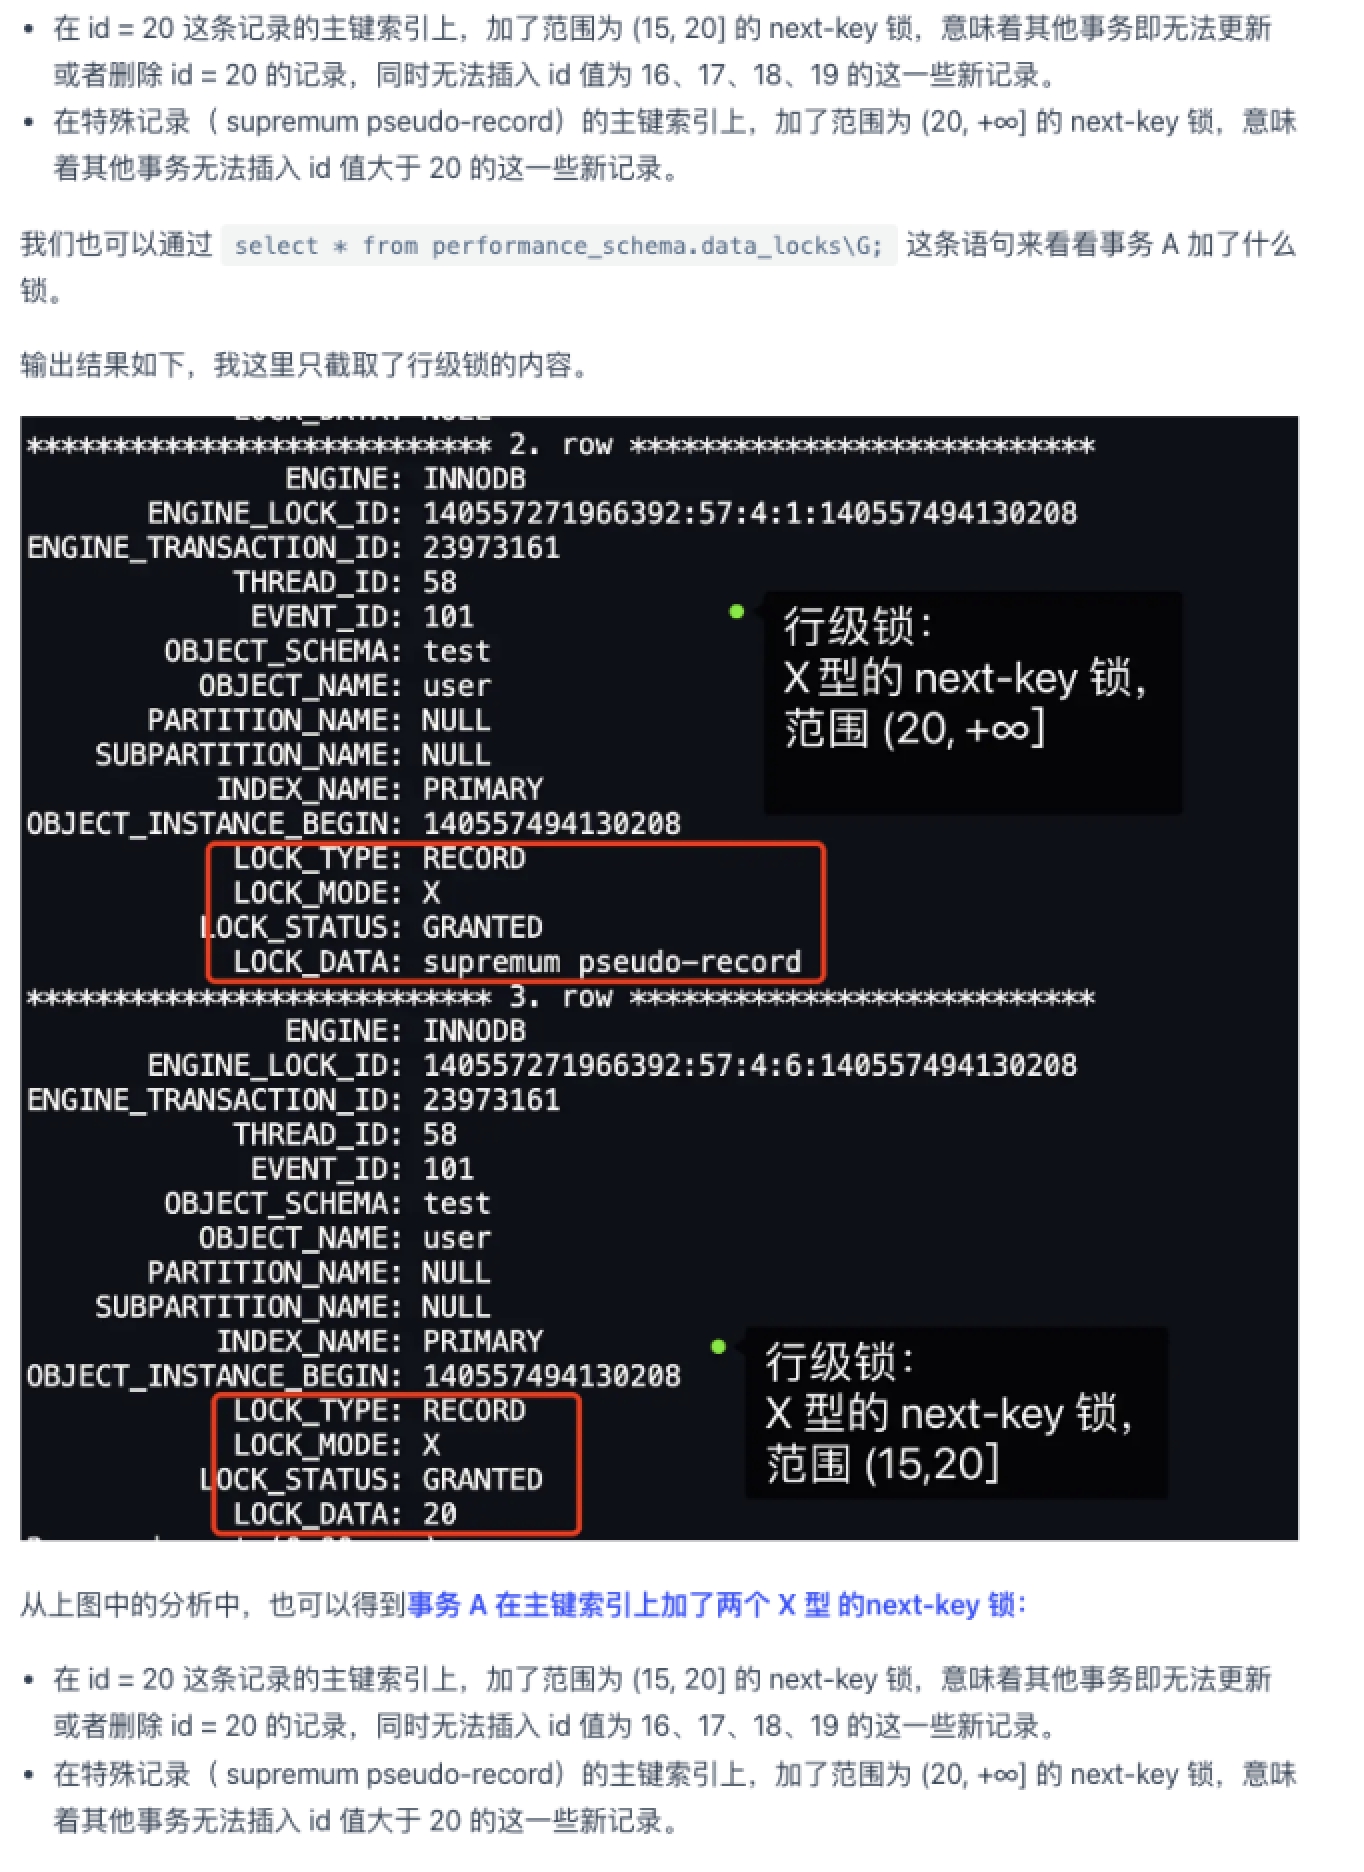 • 在 id = 20 这条记录的主键索引上，加了范围为 (15, 20] 的 next-key 锁，意味着其他事务即无法更新
或者删除 id = 20 的记录，同时无法插入 id 值为 16、17、18、19 的这一些新记录。
• 在特殊记录（ supremum pseudo-record）的主键索引上，加了范围为 (20, +∞] 的 next-key 锁，意味
着其他事务无法插入 id 值大于 20 的这一些新记录。
我们也可以通过 select * from performance_schema.data_locks\G; 这条语句来看看事务 A 加了什么
锁。
输出结果如下，我这里只截取了行级锁的内容。
*************************** 2. row ***************************
ENGINE: INNODB
ENGINE_LOCK_ID: 140557271966392:57:4:1:140557494130208
ENGINE_TRANSACTION_ID: 23973161
THREAD_ID: 58
EVENT_ID: 101
OBJECT_SCHEMA: test
OBJECT_NAME: user
PARTITION_NAME: NULL
SUBPARTITION_NAME: NULL
INDEX_NAME: PRIMARY
OBJECT_INSTANCE_BEGIN: 140557494130208
LOCK_TYPE: RECORD
LOCK_MODE: X
LOCK_STATUS: GRANTED
LOCK_DATA: supremum pseudo-record
行级锁：
X 型的 next-key 锁，
范围 (20, +∞]
*************************** 3. row ***************************
ENGINE: INNODB
ENGINE_LOCK_ID: 140557271966392:57:4:6:140557494130208
ENGINE_TRANSACTION_ID: 23973161
THREAD_ID: 58
EVENT_ID: 101
OBJECT_SCHEMA: test
OBJECT_NAME: user
PARTITION_NAME: NULL
SUBPARTITION_NAME: NULL
INDEX_NAME: PRIMARY
OBJECT_INSTANCE_BEGIN: 140557494130208
LOCK_TYPE: RECORD
LOCK_MODE: X
LOCK_STATUS: GRANTED
LOCK_DATA: 20
行级锁：
X 型的 next-key 锁，
范围 (15,20]
从上图中的分析中，也可以得到事务 A 在主键索引上加了两个 X 型 的next-key 锁：
• 在 id = 20 这条记录的主键索引上，加了范围为 (15, 20] 的 next-key 锁，意味着其他事务即无法更新
或者删除 id = 20 的记录，同时无法插入 id 值为 16、17、18、19 的这一些新记录。
• 在特殊记录（ supremum pseudo-record）的主键索引上，加了范围为 (20, +∞] 的 next-key 锁，意味
着其他事务无法插入 id 值大于 20 的这一些新记录。